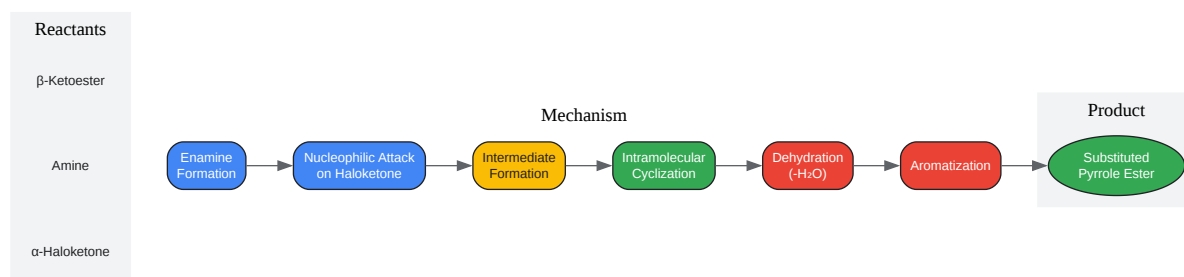 Reactants
β-Ketoester
Amine
α-Haloketone
Mechanism
Enamine
Formation
Nucleophilic Attack
on Haloketone
Intermediate
Formation
Intramolecular
Cyclization
Dehydration
(-H₂O)
Aromatization
Product
Substituted
Pyrrole Ester